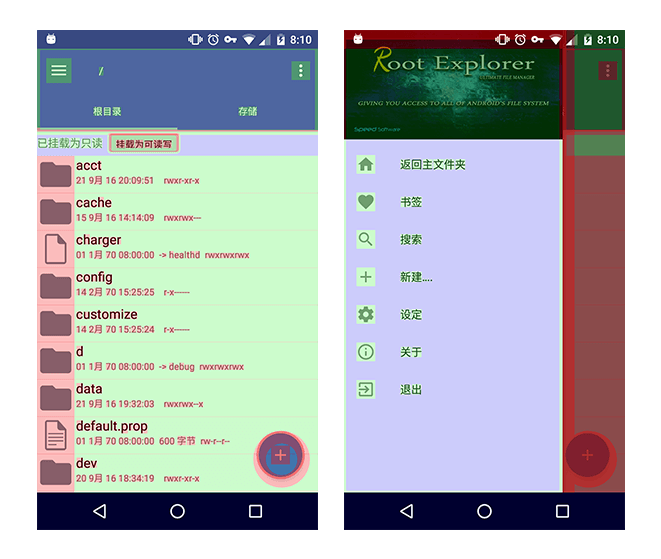 8:10
/
根目录
存储
已挂载为只读 挂载为可读写
acct
21 9月 16 20:09:51 rwxr-xr-x
cache
15 9月 16 14:14:09 rwxrwx---
charger
01 1月 70 08:00:00 -> healthd rwxrwxrwx
config
14 2月 70 15:25:25 r-x------
customize
14 2月 70 15:25:24 r-x------
d
01 1月 70 08:00:00 -> debug rwxrwxrwx
data
21 9月 16 19:32:03 rwxrwx--x
default.prop
01 1月 70 08:00:00 600 字节 rw-r--r--
dev
20 9月 16 18:34:19 rwxr-xr-x
8:10
Root Explorer
ULTIMATE FILE MANAGER
GIVING YOU ACCESS TO ALL OF ANDROID'S FILE SYSTEM
Speed Software
返回主文件夹
书签
搜索
新建....
设定
关于
退出